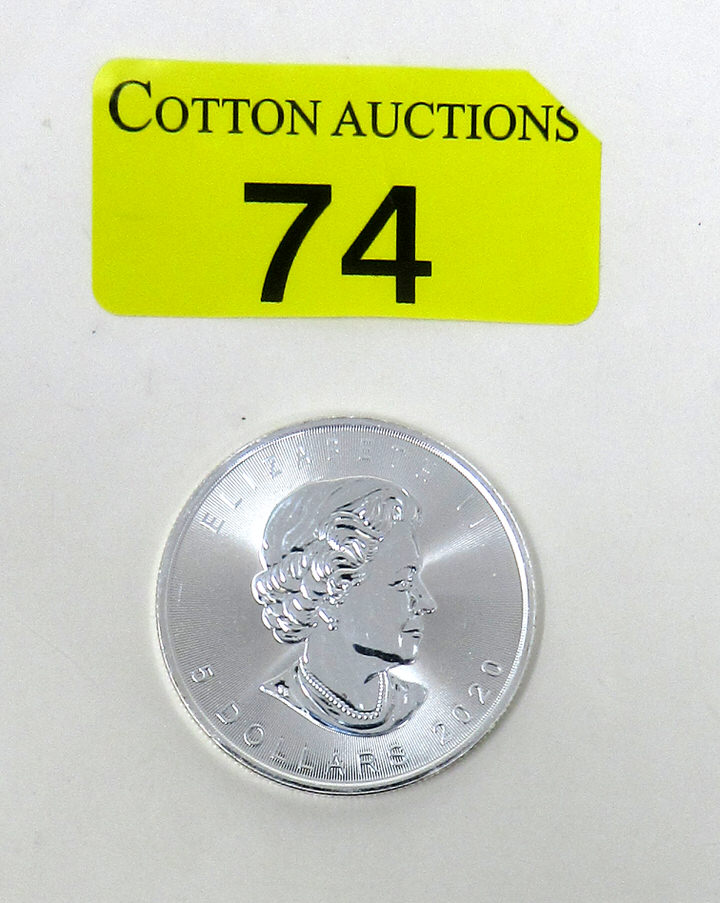 COTTON AUCTIONS
74
ELIZABETH II
5 DOLLARS 2020